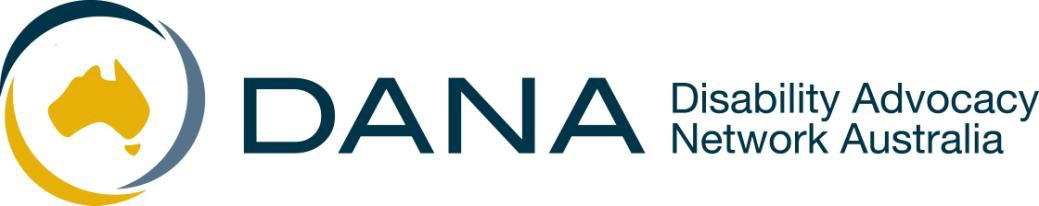 DANA
Disability Advocacy
Network Australia